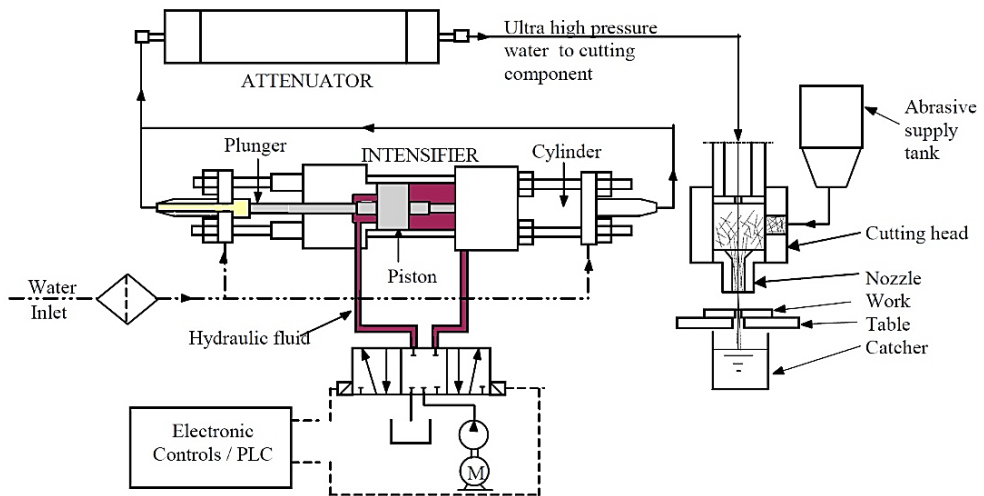 Ultra high pressure
water to cutting
component
ATTENUATOR
Abrasive
supply
tank
Plunger
INTENSIFIER
Cylinder
Cutting head
Piston
Nozzle
Water
Inlet
Work
Table
Hydraulic fluid
Catcher
Electronic
Controls / PLC
M